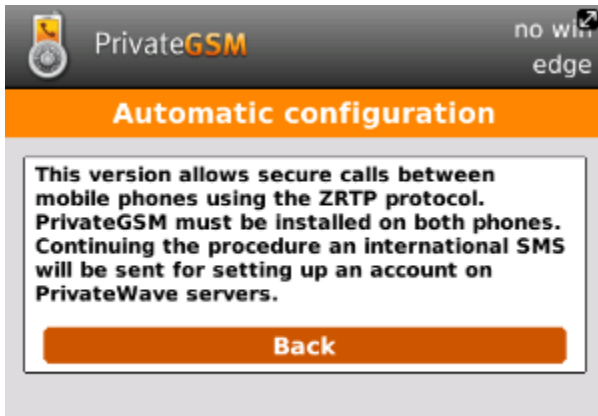 PrivateGSM
no wifi
edge
Automatic configuration
This version allows secure calls between
mobile phones using the ZRTP protocol.
PrivateGSM must be installed on both phones.
Continuing the procedure an international SMS
will be sent for setting up an account on
PrivateWave servers.
Back